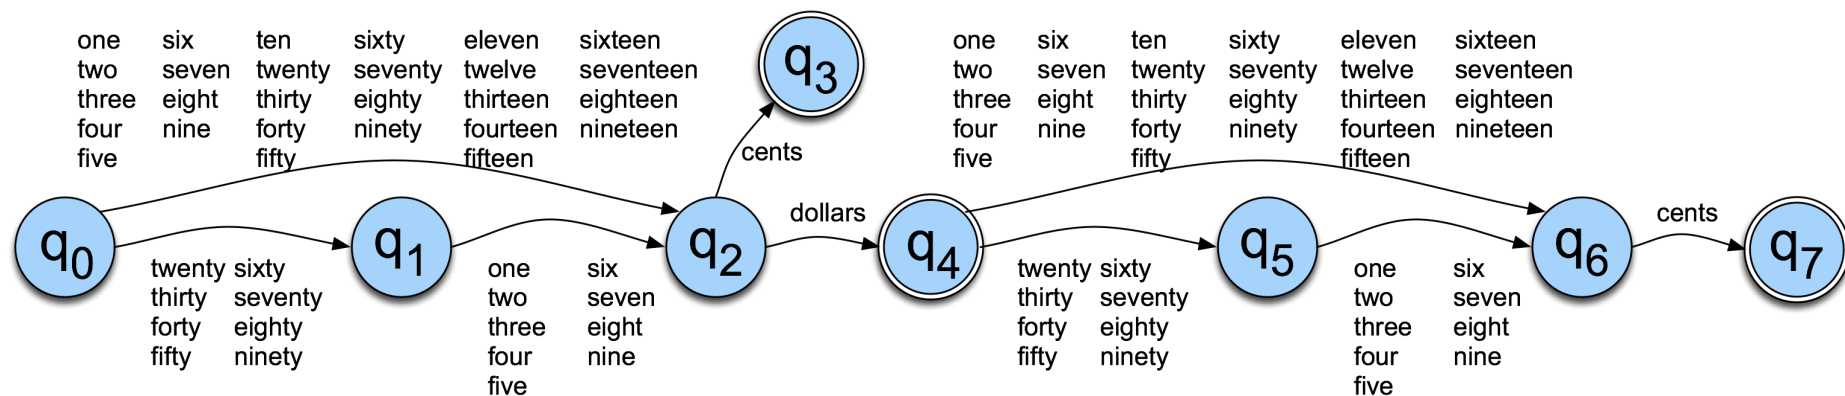 one six ten sixty eleven sixteen
two seven twenty seventy twelve seventeen
three eight thirty eighty thirteen eighteen
four nine forty ninety fourteen nineteen
five fifty fifteen
q3
cents
one six ten sixty eleven sixteen
two seven twenty seventy twelve seventeen
three eight thirty eighty thirteen eighteen
four nine forty ninety fourteen nineteen
five fifty fifteen
q0
q1
q2
dollars
q4
q5
q6
cents
q7
twenty sixty
thirty seventy
forty eighty
fifty ninety
one six
two seven
three eight
four nine
five
twenty sixty
thirty seventy
forty eighty
fifty ninety
one six
two seven
three eight
four nine
five